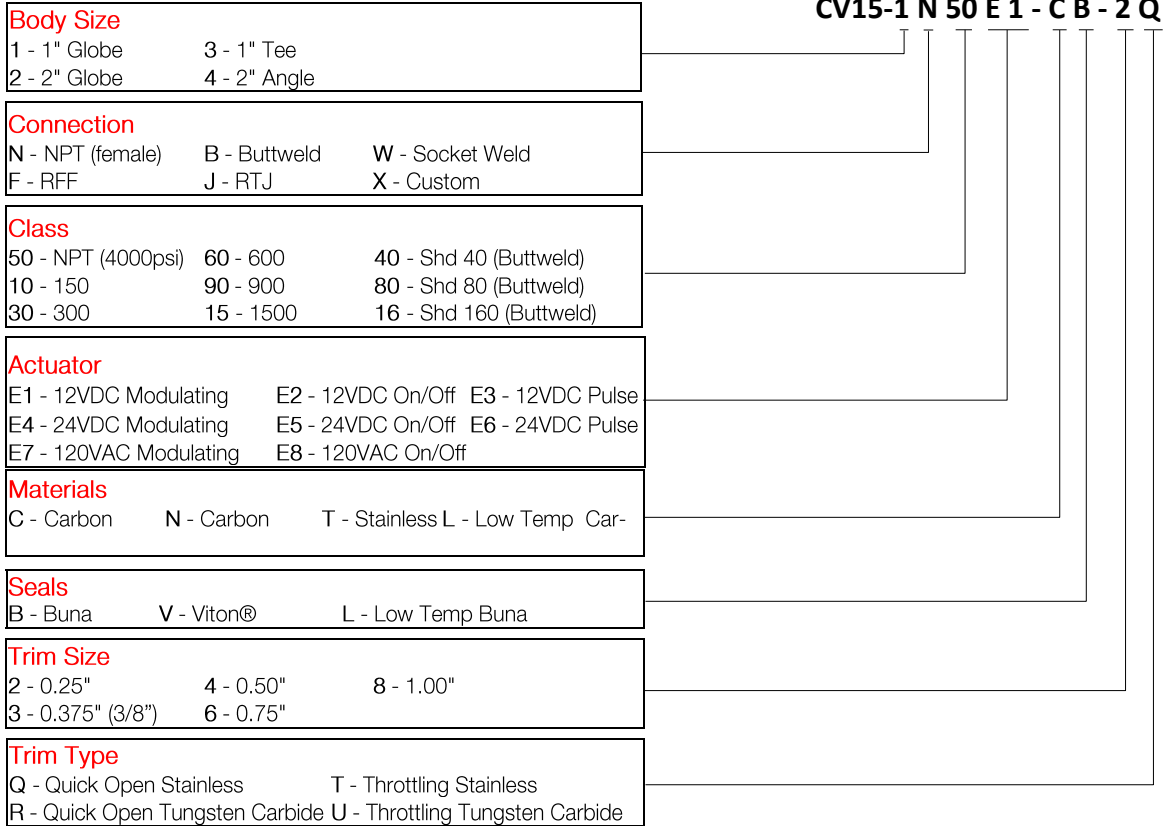 CV15-1 N 50 E 1 - C B - 2 Q
Body Size
1 - 1" Globe 3 - 1" Tee
2 - 2" Globe 4 - 2" Angle
Connection
N - NPT (female) B - Buttweld W - Socket Weld
F - RFF J - RTJ X - Custom
Class
50 - NPT (4000psi) 60 - 600 40 - Shd 40 (Buttweld)
10 - 150 90 - 900 80 - Shd 80 (Buttweld)
30 - 300 15 - 1500 16 - Shd 160 (Buttweld)
Actuator
E1 - 12VDC Modulating E2 - 12VDC On/Off E3 - 12VDC Pulse
E4 - 24VDC Modulating E5 - 24VDC On/Off E6 - 24VDC Pulse
E7 - 120VAC Modulating E8 - 120VAC On/Off
Materials
C - Carbon N - Carbon T - Stainless L - Low Temp Car-
Seals
B - Buna V - Viton® L - Low Temp Buna
Trim Size
2 - 0.25" 4 - 0.50" 8 - 1.00"
3 - 0.375" (3/8”) 6 - 0.75"
Trim Type
Q - Quick Open Stainless T - Throttling Stainless
R - Quick Open Tungsten Carbide U - Throttling Tungsten Carbide